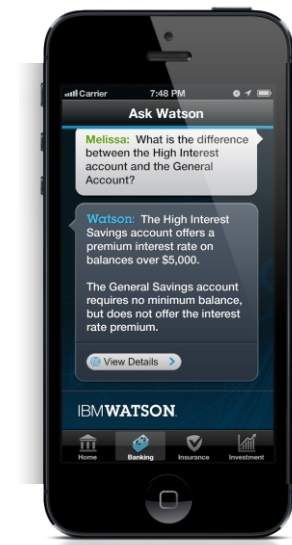 Carrier 7:48 PM
Ask Watson
Melissa: What is the difference
between the High Interest
account and the General
Account?
Watson: The High Interest
Savings account offers a
premium interest rate on
balances over $5,000.
The General Savings account
requires no minimum balance,
but does not offer the interest
rate premium.
View Details
IBMWATSON
Home Banking Insurance Investment